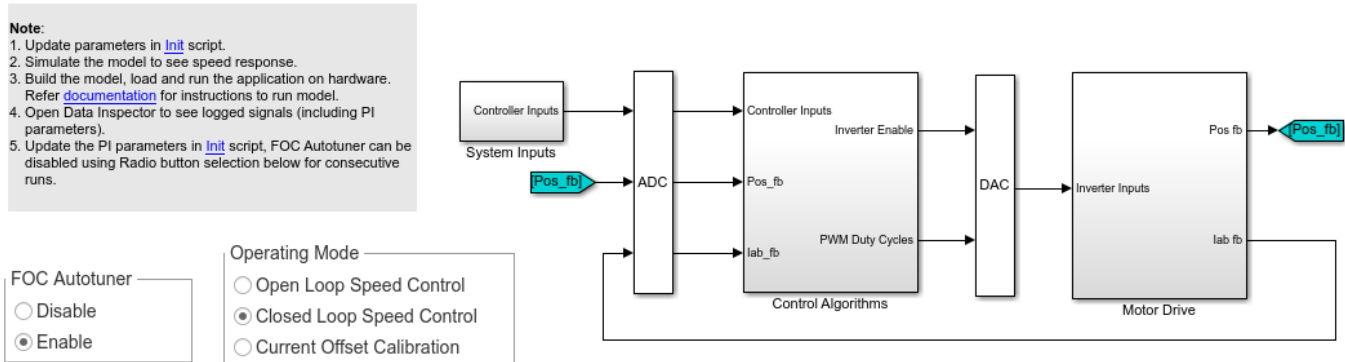 Note:
1. Update parameters in Init script.
2. Simulate the model to see speed response.
3. Build the model, load and run the application on hardware.
Refer documentation for instructions to run model.
4. Open Data Inspector to see logged signals (including PI
parameters).
5. Update the PI parameters in Init script, FOC Autotuner can be
disabled using Radio button selection below for consecutive
runs.
FOC Autotuner
Disable
Enable
Operating Mode
Open Loop Speed Control
Closed Loop Speed Control
Current Offset Calibration
Controller Inputs
System Inputs
[Pos_fb]
ADC
Controller Inputs
Inverter Enable
Pos_fb
PWM Duty Cycles
Iab_fb
Control Algorithms
DAC
Pos fb
Inverter Inputs
Iab fb
Motor Drive
[Pos_fb]